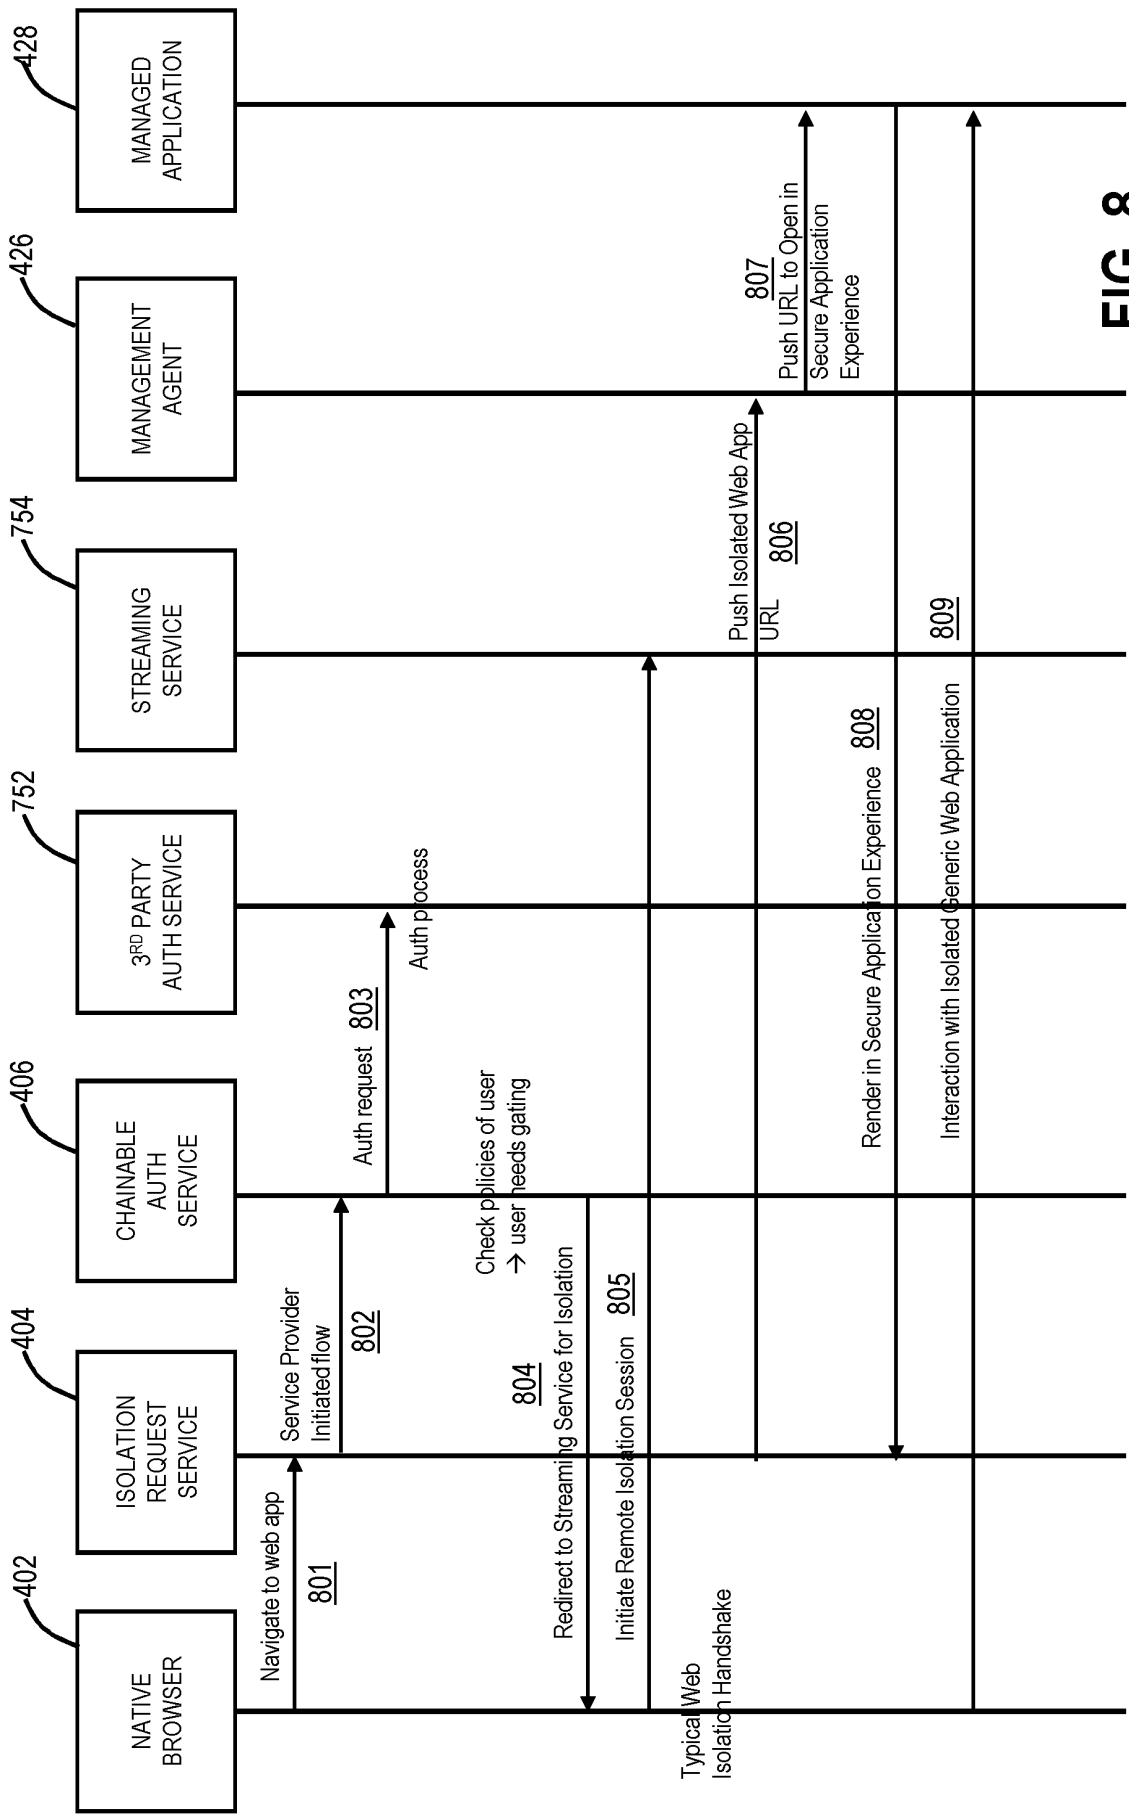 402
404
406
752
754
426
428
NATIVE
BROWSER
ISOLATION
REQUEST
SERVICE
CHAINABLE
AUTH
SERVICE
3RD PARTY
AUTH SERVICE
STREAMING
SERVICE
MANAGEMENT
AGENT
MANAGED
APPLICATION
Navigate to web app
801
Service Provider
Initiated flow
802
Auth request 803
Auth process
Check policies of user
→ user needs gating
804
Redirect to Streaming Service for Isolation
Initiate Remote Isolation Session 805
Typical Web
Isolation Handshake
Push Isolated Web App
URL
806
807
Push URL to Open in
Secure Application
Experience
Render in Secure Application Experience 808
Interaction with Isolated Generic Web Application 809
FIG. 8